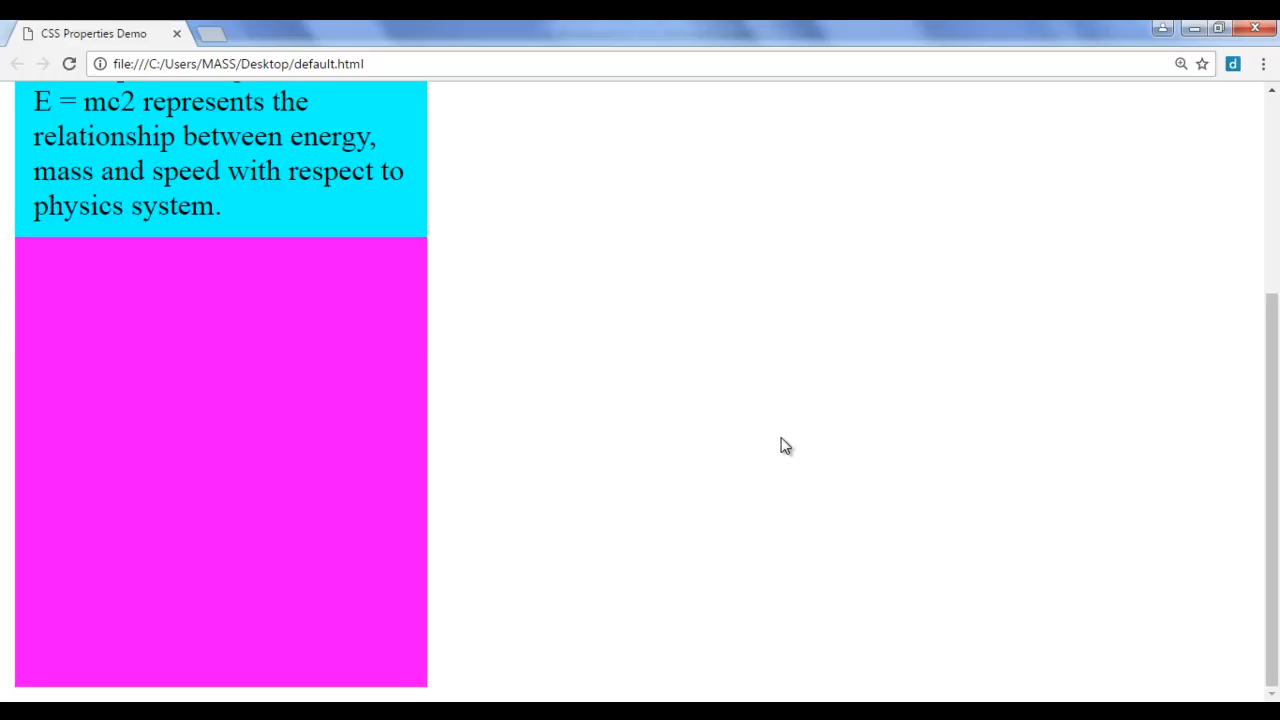 CSS Properties Demo
file:///C:/Users/MASS/Desktop/default.html
d
E = mc2 represents the
relationship between energy,
mass and speed with respect to
physics system.